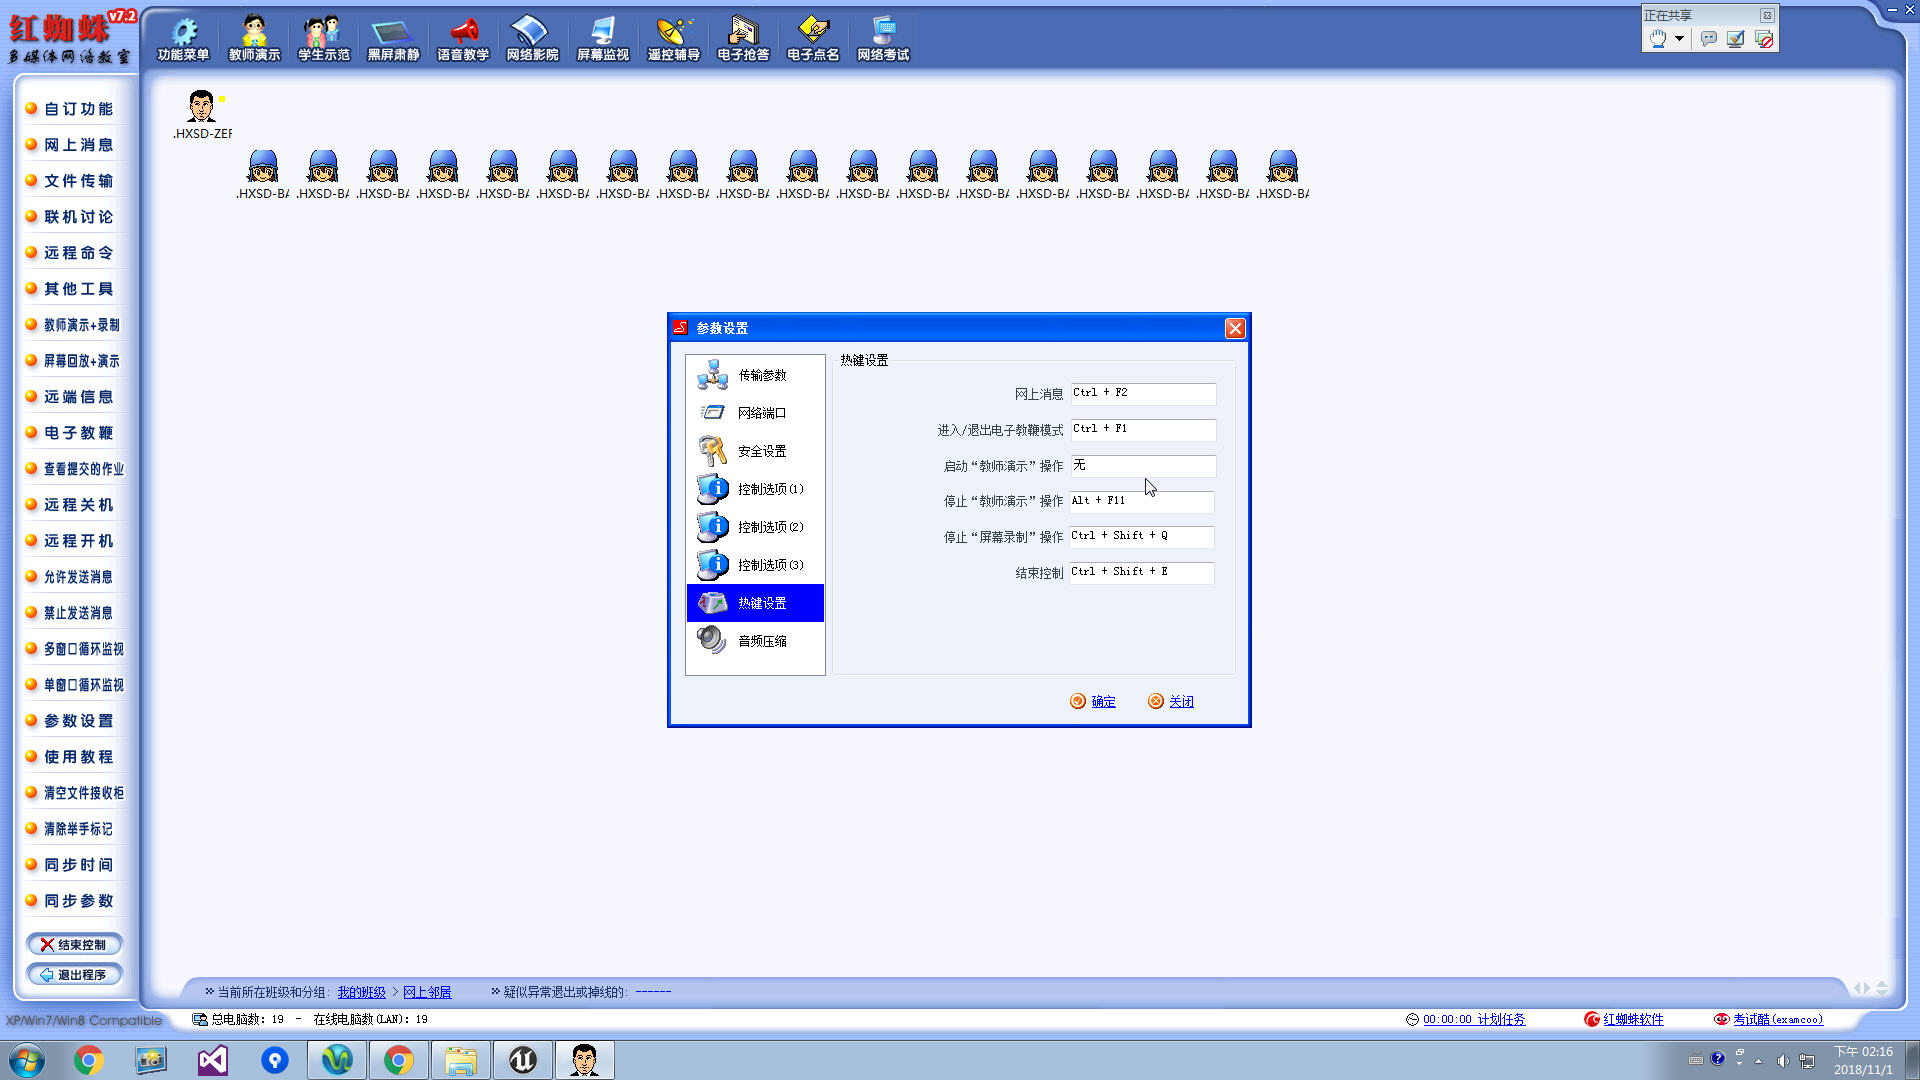 红蜘蛛 v7.2
多媒体网络教室
功能菜单
教师演示
学生示范
黑屏肃静
语音教学
网络影院
屏幕监视
遥控辅导
电子抢答
电子点名
网络考试
正在共享
自订功能
网上消息
文件传输
联机讨论
远程命令
其他工具
教师演示+录制
屏幕回放+演示
远端信息
电子教鞭
查看提交的作业
远程关机
远程开机
允许发送消息
禁止发送消息
多窗口循环监视
单窗口循环监视
参数设置
使用教程
清空文件接收柜
清除举手标记
同步时间
同步参数
结束控制
退出程序
XP/Win7/Win8 Compatible
.HXSD-ZEF
.HXSD-BA .HXSD-BA .HXSD-BA .HXSD-BA .HXSD-BA .HXSD-BA .HXSD-BA .HXSD-BA .HXSD-BA .HXSD-BA .HXSD-BA .HXSD-BA .HXSD-BA .HXSD-BA .HXSD-BA .HXSD-BA .HXSD-BA .HXSD-BA
参数设置
传输参数
网络端口
安全设置
控制选项(1)
控制选项(2)
控制选项(3)
热键设置
音频压缩
热键设置
网上消息 Ctrl + F2
进入/退出电子教鞭模式 Ctrl + F1
启动“教师演示”操作 无
停止“教师演示”操作 Alt + F11
停止“屏幕录制”操作 Ctrl + Shift + Q
结束控制 Ctrl + Shift + E
确定 关闭
当前所在班级和分组: 我的班级 > 网上邻居 疑似异常退出或掉线的: ------
总电脑数: 19 - 在线电脑数(LAN): 19
00:00:00 计划任务
红蜘蛛软件
考试酷(examcoo)
下午 02:16
2018/11/1